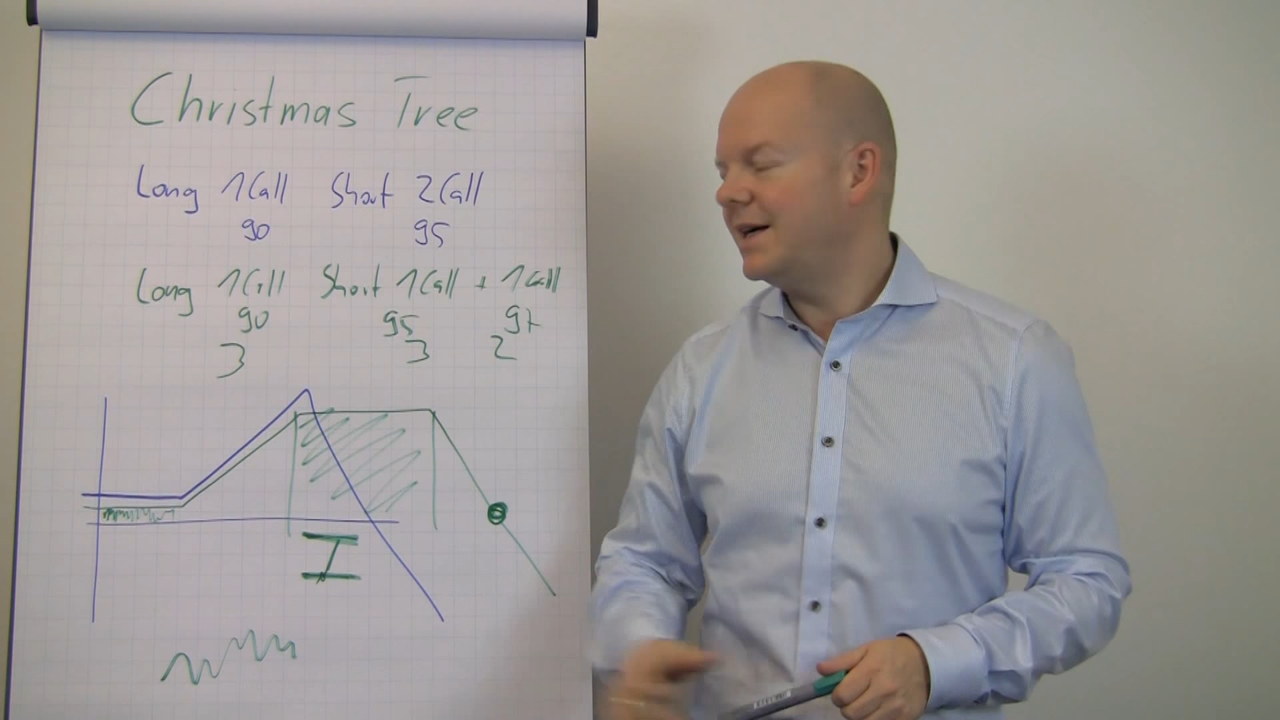 Christmas Tree
Long 1 Call Short 2 Call
90 95
Long 1 Call Short 1 Call + 1 Call
90 95 97
3 3 2